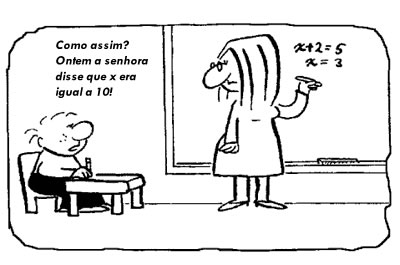 Como assim?
Ontem a senhora
disse que x era
igual a 10!
x+2=5
x=3